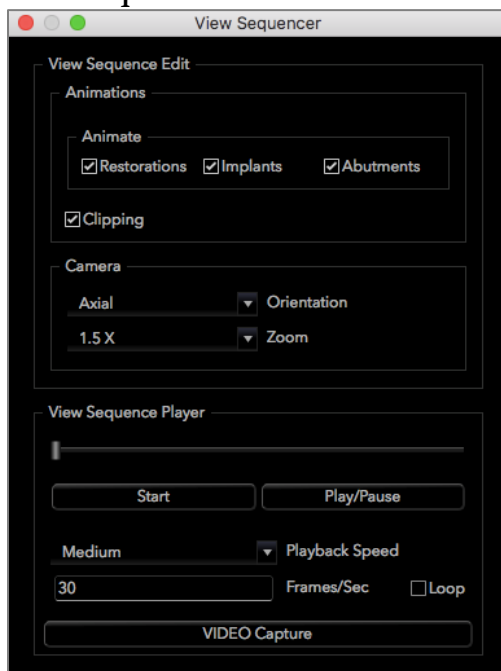 View Sequencer
View Sequence Edit
Animations
Animate
Restorations Implants Abutments
Clipping
Camera
Axial Orientation
1.5 X Zoom
View Sequence Player
Start Play/Pause
Medium Playback Speed
30 Frames/Sec Loop
VIDEO Capture